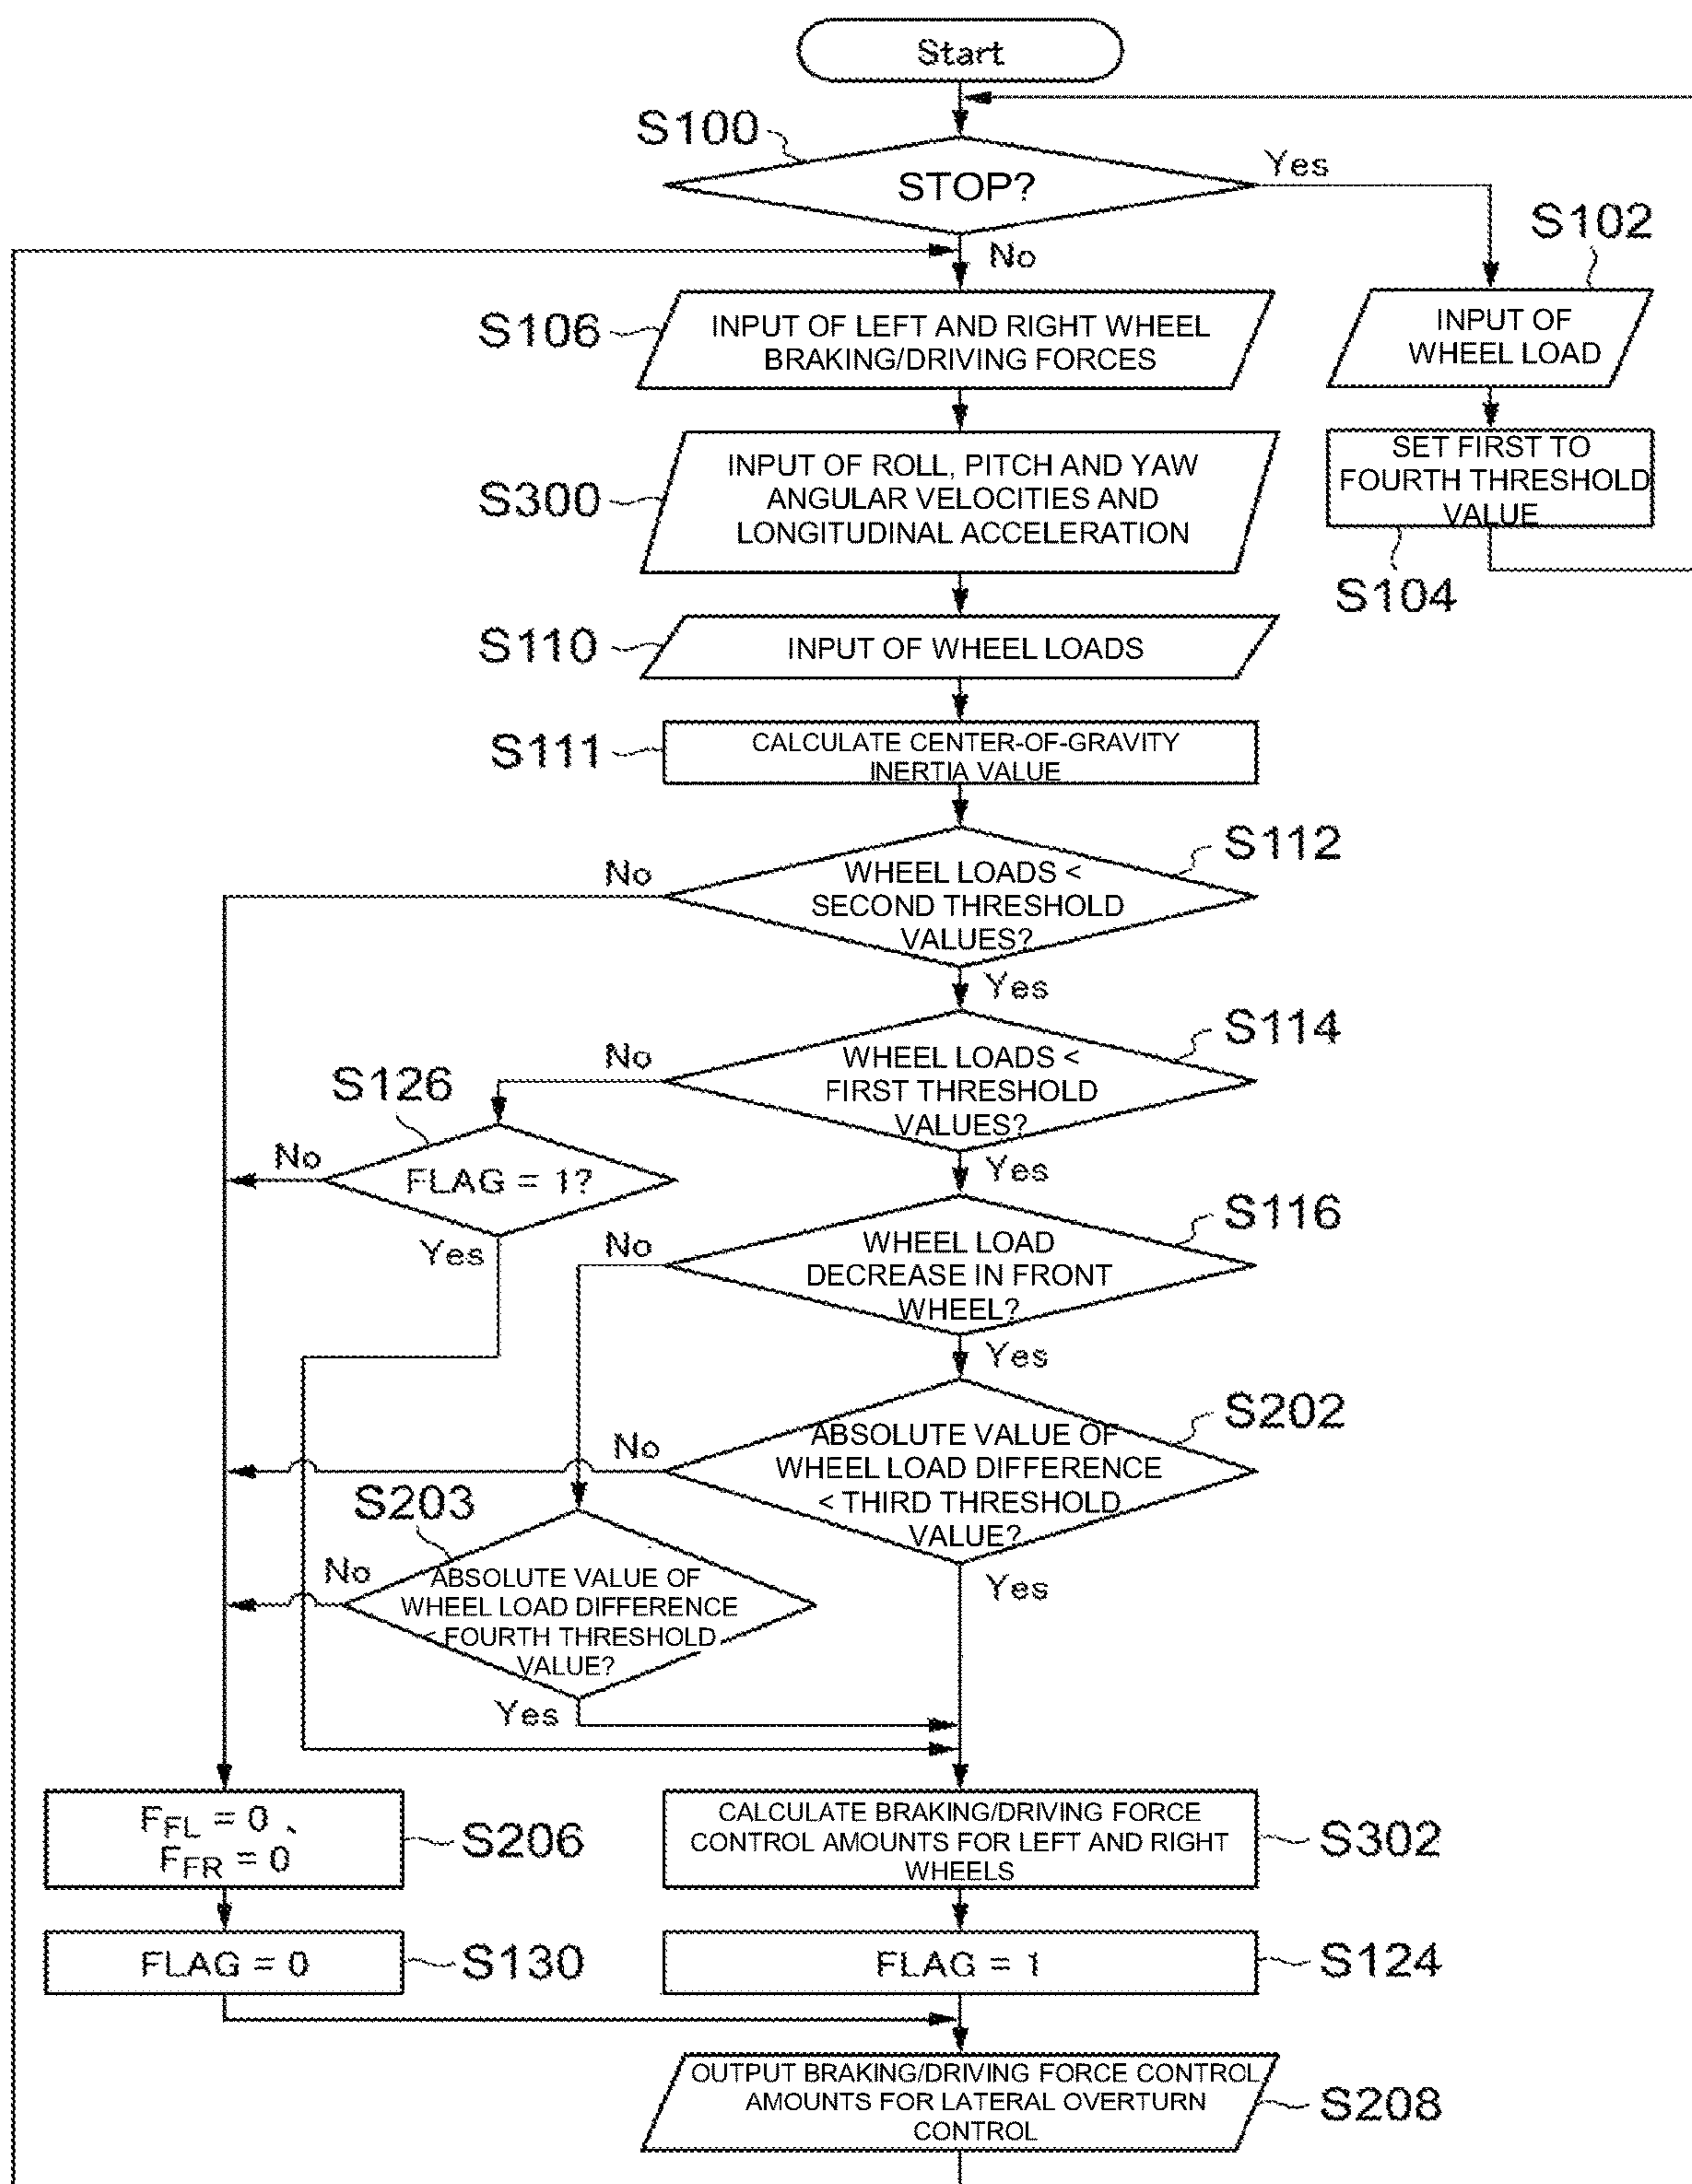 Start
S100
STOP?
Yes
No
S102
INPUT OF
WHEEL LOAD
S106
INPUT OF LEFT AND RIGHT WHEEL
BRAKING/DRIVING FORCES
SET FIRST TO
FOURTH THRESHOLD
VALUE
S104
S300
INPUT OF ROLL, PITCH AND YAW
ANGULAR VELOCITIES AND
LONGITUDINAL ACCELERATION
S110
INPUT OF WHEEL LOADS
S111
CALCULATE CENTER-OF-GRAVITY
INERTIA VALUE
S112
No
WHEEL LOADS <
SECOND THRESHOLD
VALUES?
Yes
S114
No
WHEEL LOADS <
FIRST THRESHOLD
VALUES?
Yes
S126
No
FLAG = 1?
Yes
S116
No
WHEEL LOAD
DECREASE IN FRONT
WHEEL?
Yes
S202
No
ABSOLUTE VALUE OF
WHEEL LOAD DIFFERENCE
< THIRD THRESHOLD
VALUE?
Yes
S203
No
ABSOLUTE VALUE OF
WHEEL LOAD DIFFERENCE
< FOURTH THRESHOLD
VALUE?
Yes
FFL = 0 、
FFR = 0
S206
CALCULATE BRAKING/DRIVING FORCE
CONTROL AMOUNTS FOR LEFT AND RIGHT
WHEELS
S302
FLAG = 0
S130
FLAG = 1
S124
OUTPUT BRAKING/DRIVING FORCE CONTROL
AMOUNTS FOR LATERAL OVERTURN
CONTROL
S208